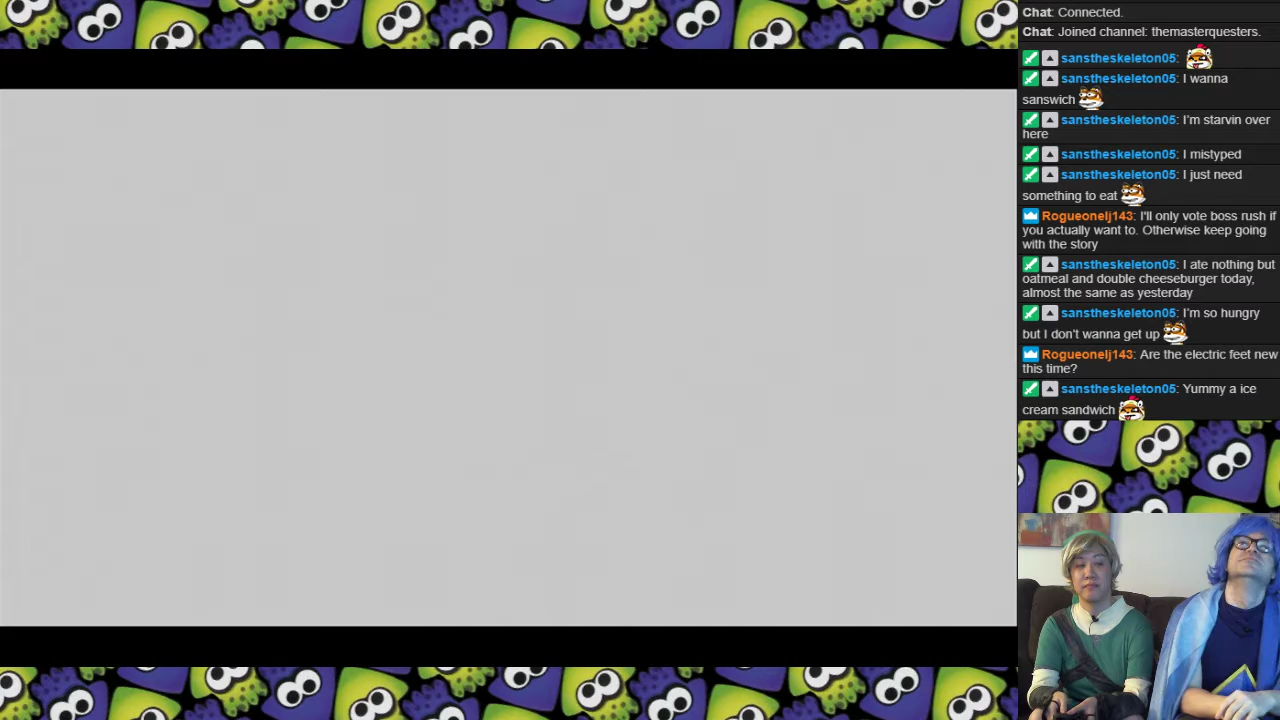 Chat: Connected.
Chat: Joined channel: themasterquesters.
sanstheskeleton05:
sanstheskeleton05: I wanna
sanswich
sanstheskeleton05: I'm starvin over
here
sanstheskeleton05: I mistyped
sanstheskeleton05: I just need
something to eat
Rogueonelj143: I'll only vote boss rush if
you actually want to. Otherwise keep going
with the story
sanstheskeleton05: I ate nothing but
oatmeal and double cheeseburger today,
almost the same as yesterday
sanstheskeleton05: I'm so hungry
but I don't wanna get up
Rogueonelj143: Are the electric feet new
this time?
sanstheskeleton05: Yummy a ice
cream sandwich